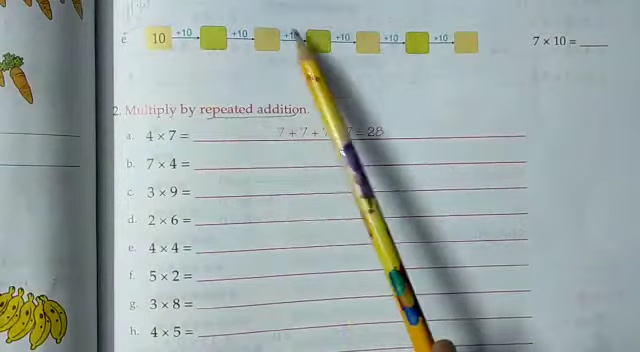 c. 10 +10 +10 +10 +10 +10 7 × 10 = ____
2. Multiply by repeated addition.
a. 4 × 7 = 7 + 7 + 7 = 28
b. 7 × 4 =
c. 3 × 9 =
d. 2 × 6 =
e. 4 × 4 =
f. 5 × 2 =
g. 3 × 8 =
h. 4 × 5 =